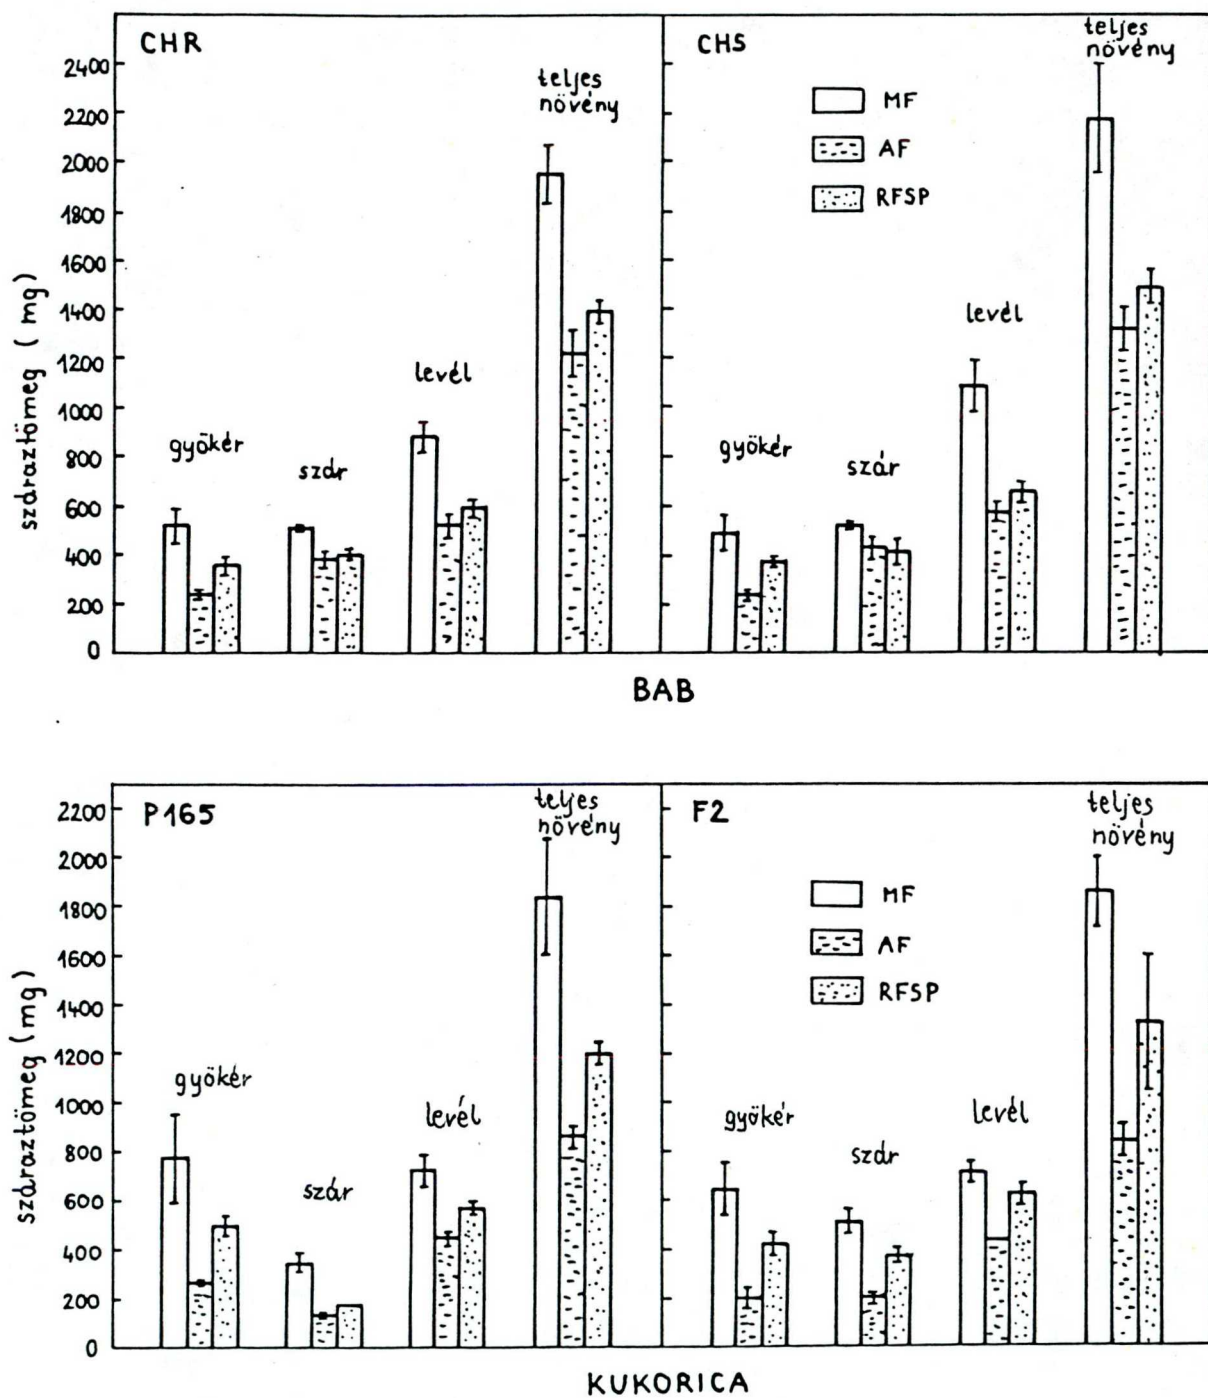 CHR
CHS
teljes
növény
teljes
növény
MF
AF
RFSP
levél
levél
gyökér
szár
gyökér
szár
száraztömeg (mg)
2400
2200
2000
1800
1600
1400
1200
1000
800
600
400
200
0
BAB
P165
F2
teljes
növény
teljes
növény
MF
AF
RFSP
gyökér
levél
szár
gyökér
szár
levél
száraztömeg (mg)
2200
2000
1800
1600
1400
1200
1000
800
600
400
200
0
KUKORICA